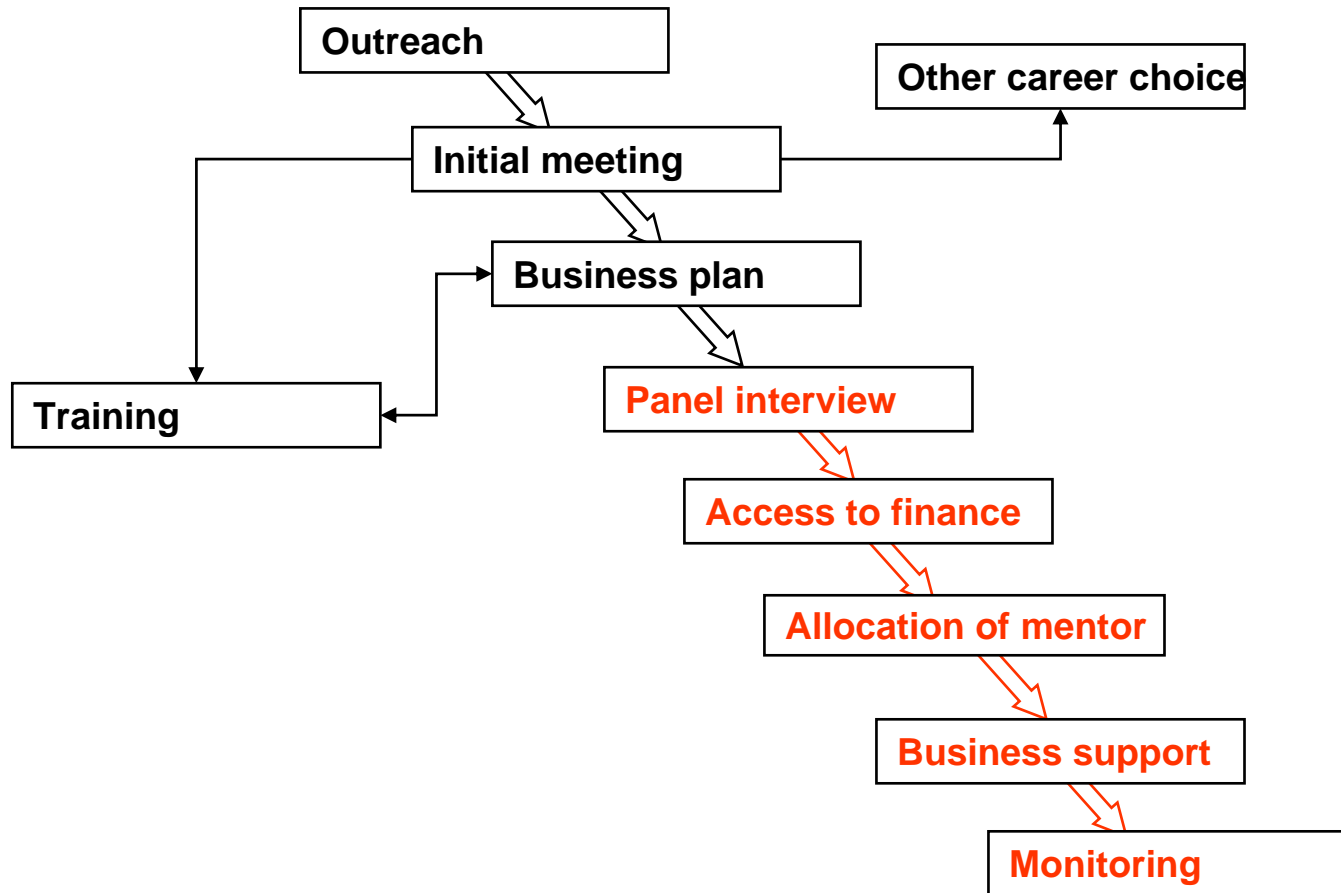 Outreach
Other career choice
Initial meeting
Business plan
Training
Panel interview
Access to finance
Allocation of mentor
Business support
Monitoring